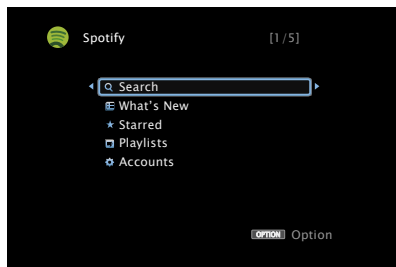 Spotify [1/5]
Search
What's New
Starred
Playlists
Accounts
OPTION Option